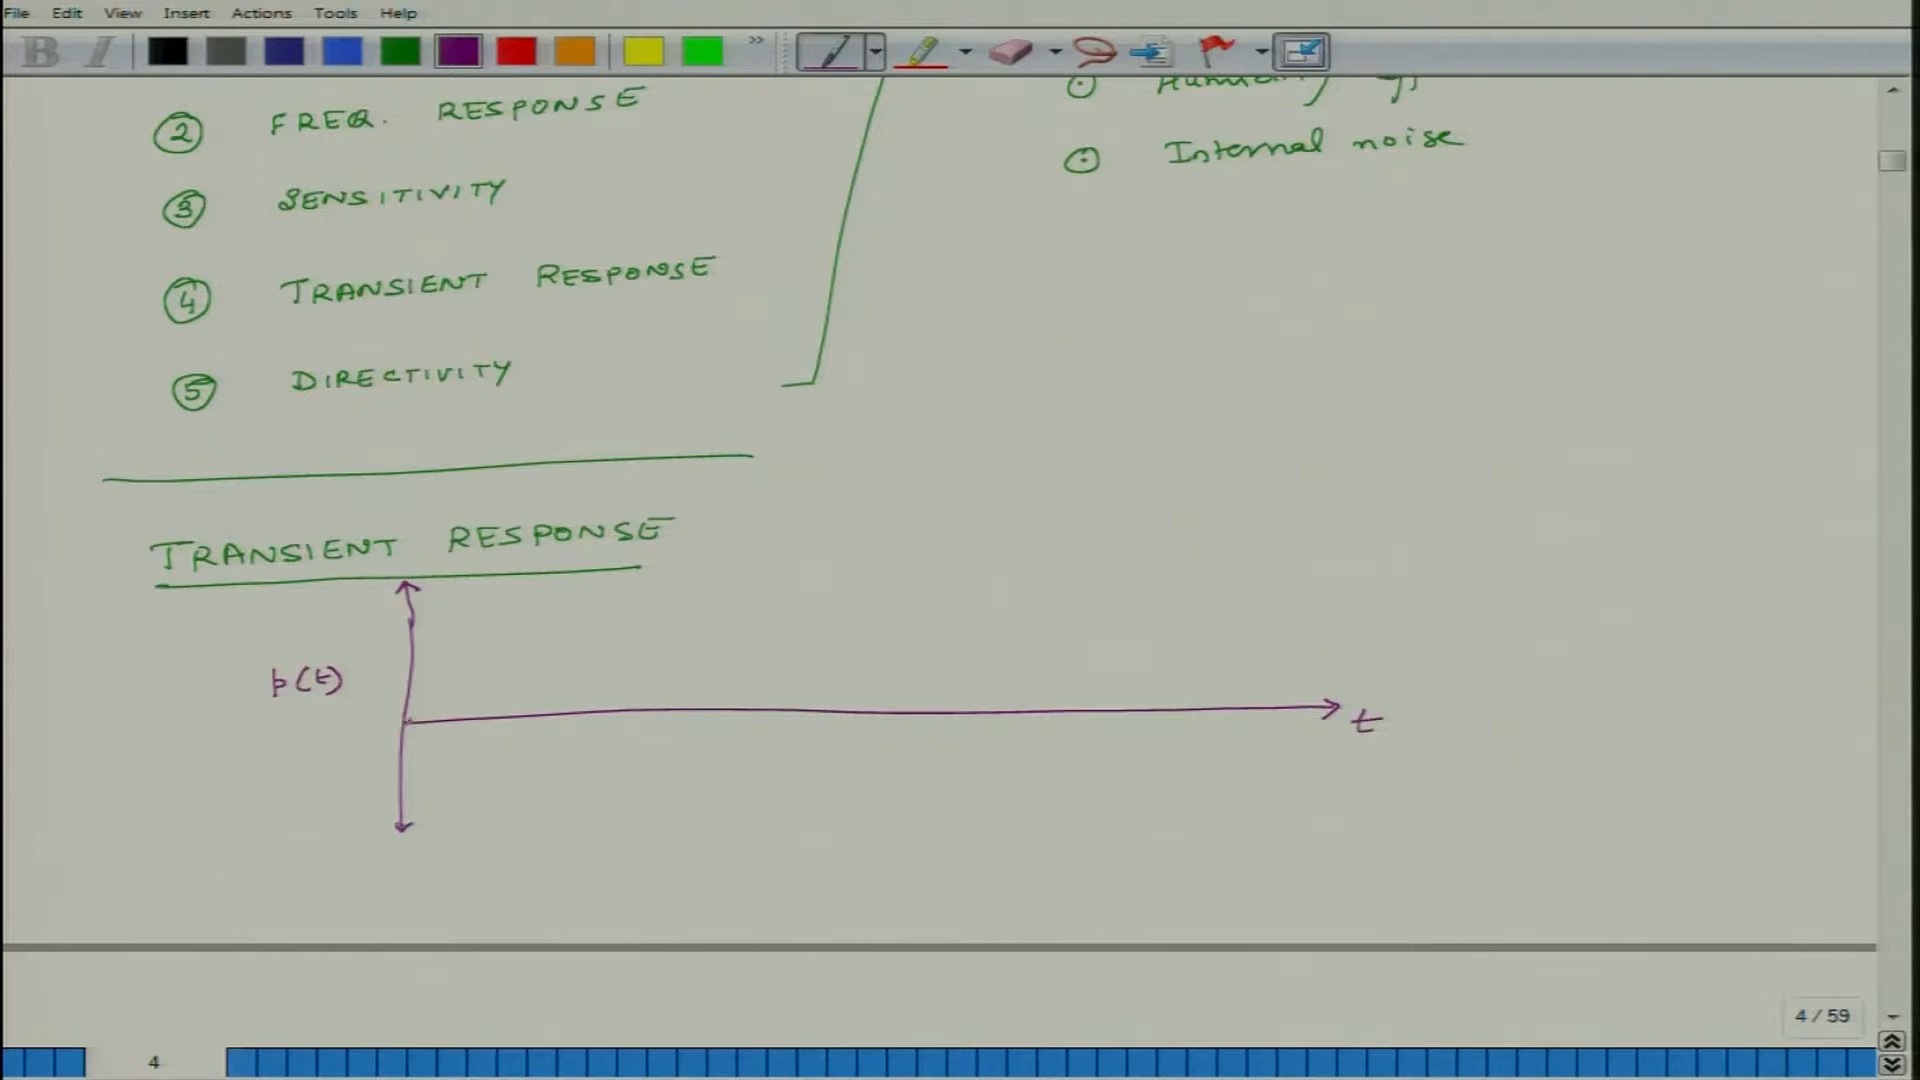 File Edit View Insert Actions Tools Help
B I
② FREQ. RESPONSE
③ SENSITIVITY
④ TRANSIENT RESPONSE
⑤ DIRECTIVITY
⊙ Internal noise
TRANSIENT RESPONSE
p(t)
t
4 / 59
4